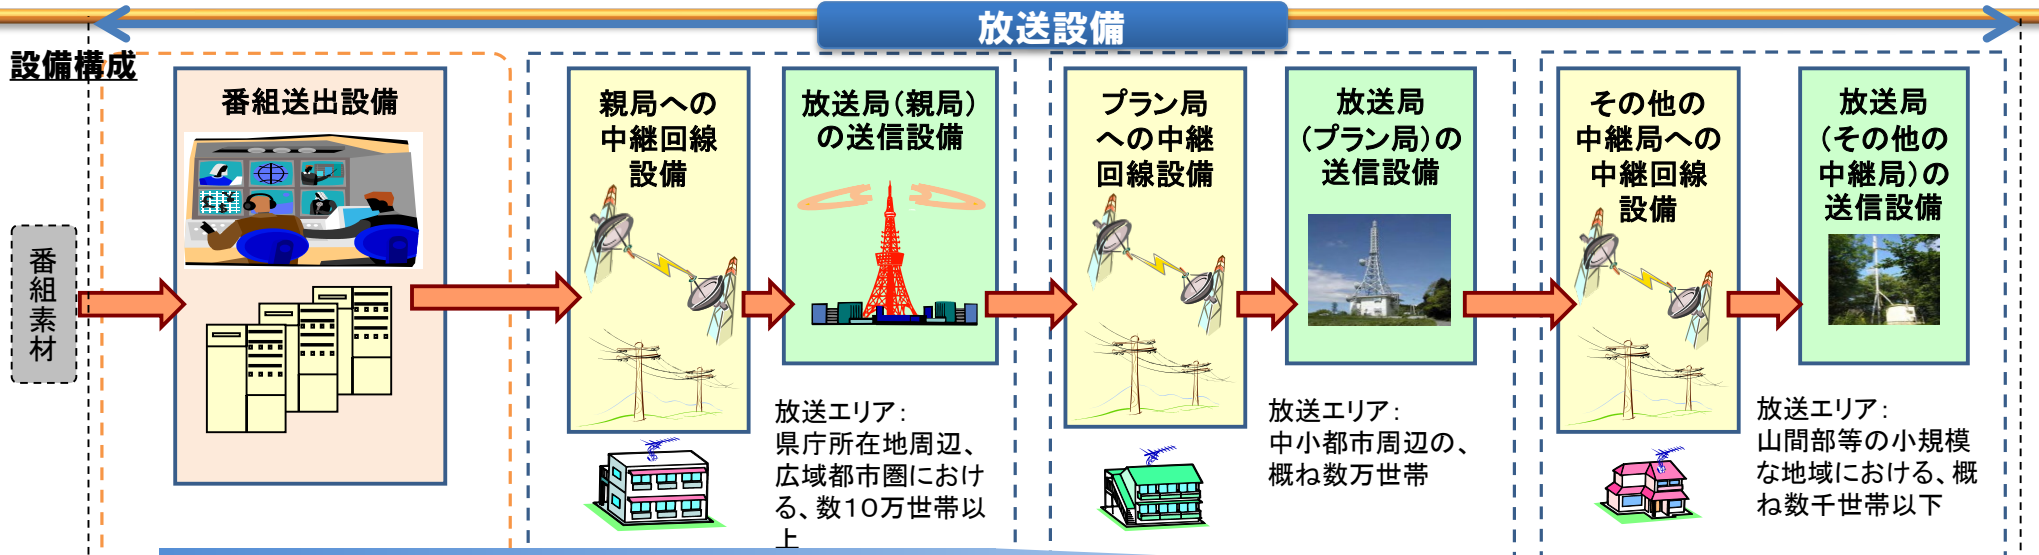 放送設備
設備構成
番組素材
番組送出設備
親局への
中継回線
設備
放送局(親局)
の送信設備
プラン局
への中継
回線設備
放送局
(プラン局)の
送信設備
その他の
中継局への
中継回線
設備
放送局
(その他の
中継局)の
送信設備
放送エリア:
県庁所在地周辺、
広域都市圏におけ
る、数10万世帯以
上
放送エリア:
中小都市周辺の、
概ね数万世帯
放送エリア:
山間部等の小規模
な地域における、概
ね数千世帯以下